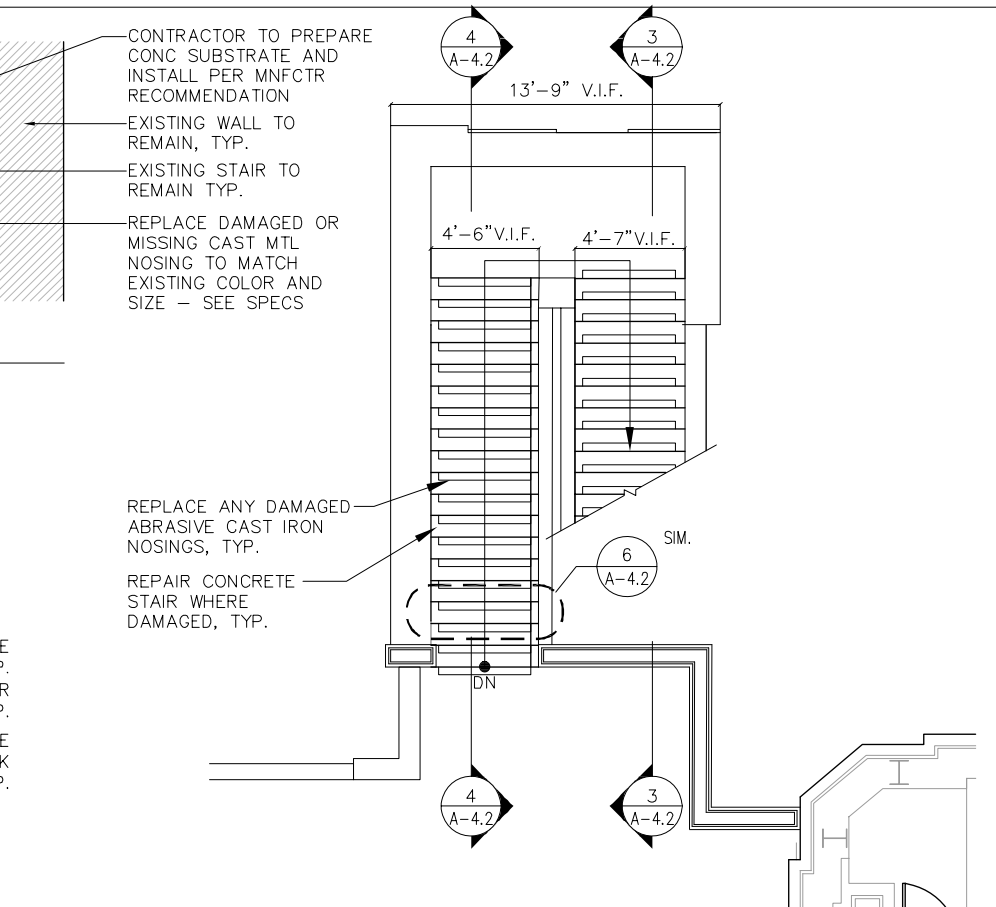 CONTRACTOR TO PREPARE
CONC SUBSTRATE AND
INSTALL PER MNFCTR
RECOMMENDATION
EXISTING WALL TO
REMAIN, TYP.
EXISTING STAIR TO
REMAIN TYP.
REPLACE DAMAGED OR
MISSING CAST MTL
NOSING TO MATCH
EXISTING COLOR AND
SIZE – SEE SPECS
4
A-4.2
3
A-4.2
13'-9" V.I.F.
4'-6"V.I.F.
4'-7"V.I.F.
REPLACE ANY DAMAGED
ABRASIVE CAST IRON
NOSINGS, TYP.
REPAIR CONCRETE
STAIR WHERE
DAMAGED, TYP.
SIM.
6
A-4.2
DN
4
A-4.2
3
A-4.2
E
P.
R
P.
E
K
P.